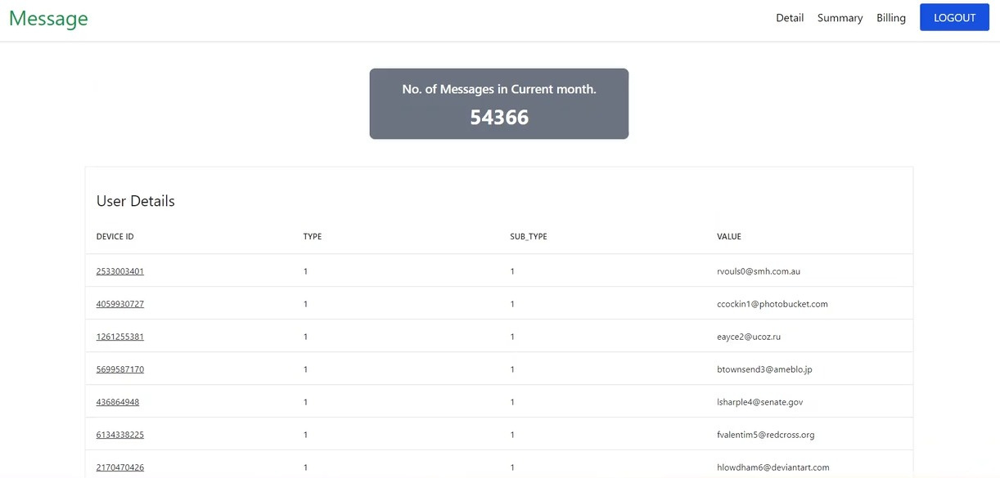 Message Detail Summary Billing LOGOUT
No. of Messages in Current month.
54366
User Details
DEVICE ID TYPE SUB_TYPE VALUE
2533003401 1 1 rvouls0@smh.com.au
4059930727 1 1 ccockin1@photobucket.com
1261255381 1 1 eayce2@ucoz.ru
5699587170 1 1 btownsend3@ameblo.jp
436864948 1 1 lsharple4@senate.gov
6134338225 1 1 fvalentim5@redcross.org
2170470426 1 1 hlowdham6@deviantart.com